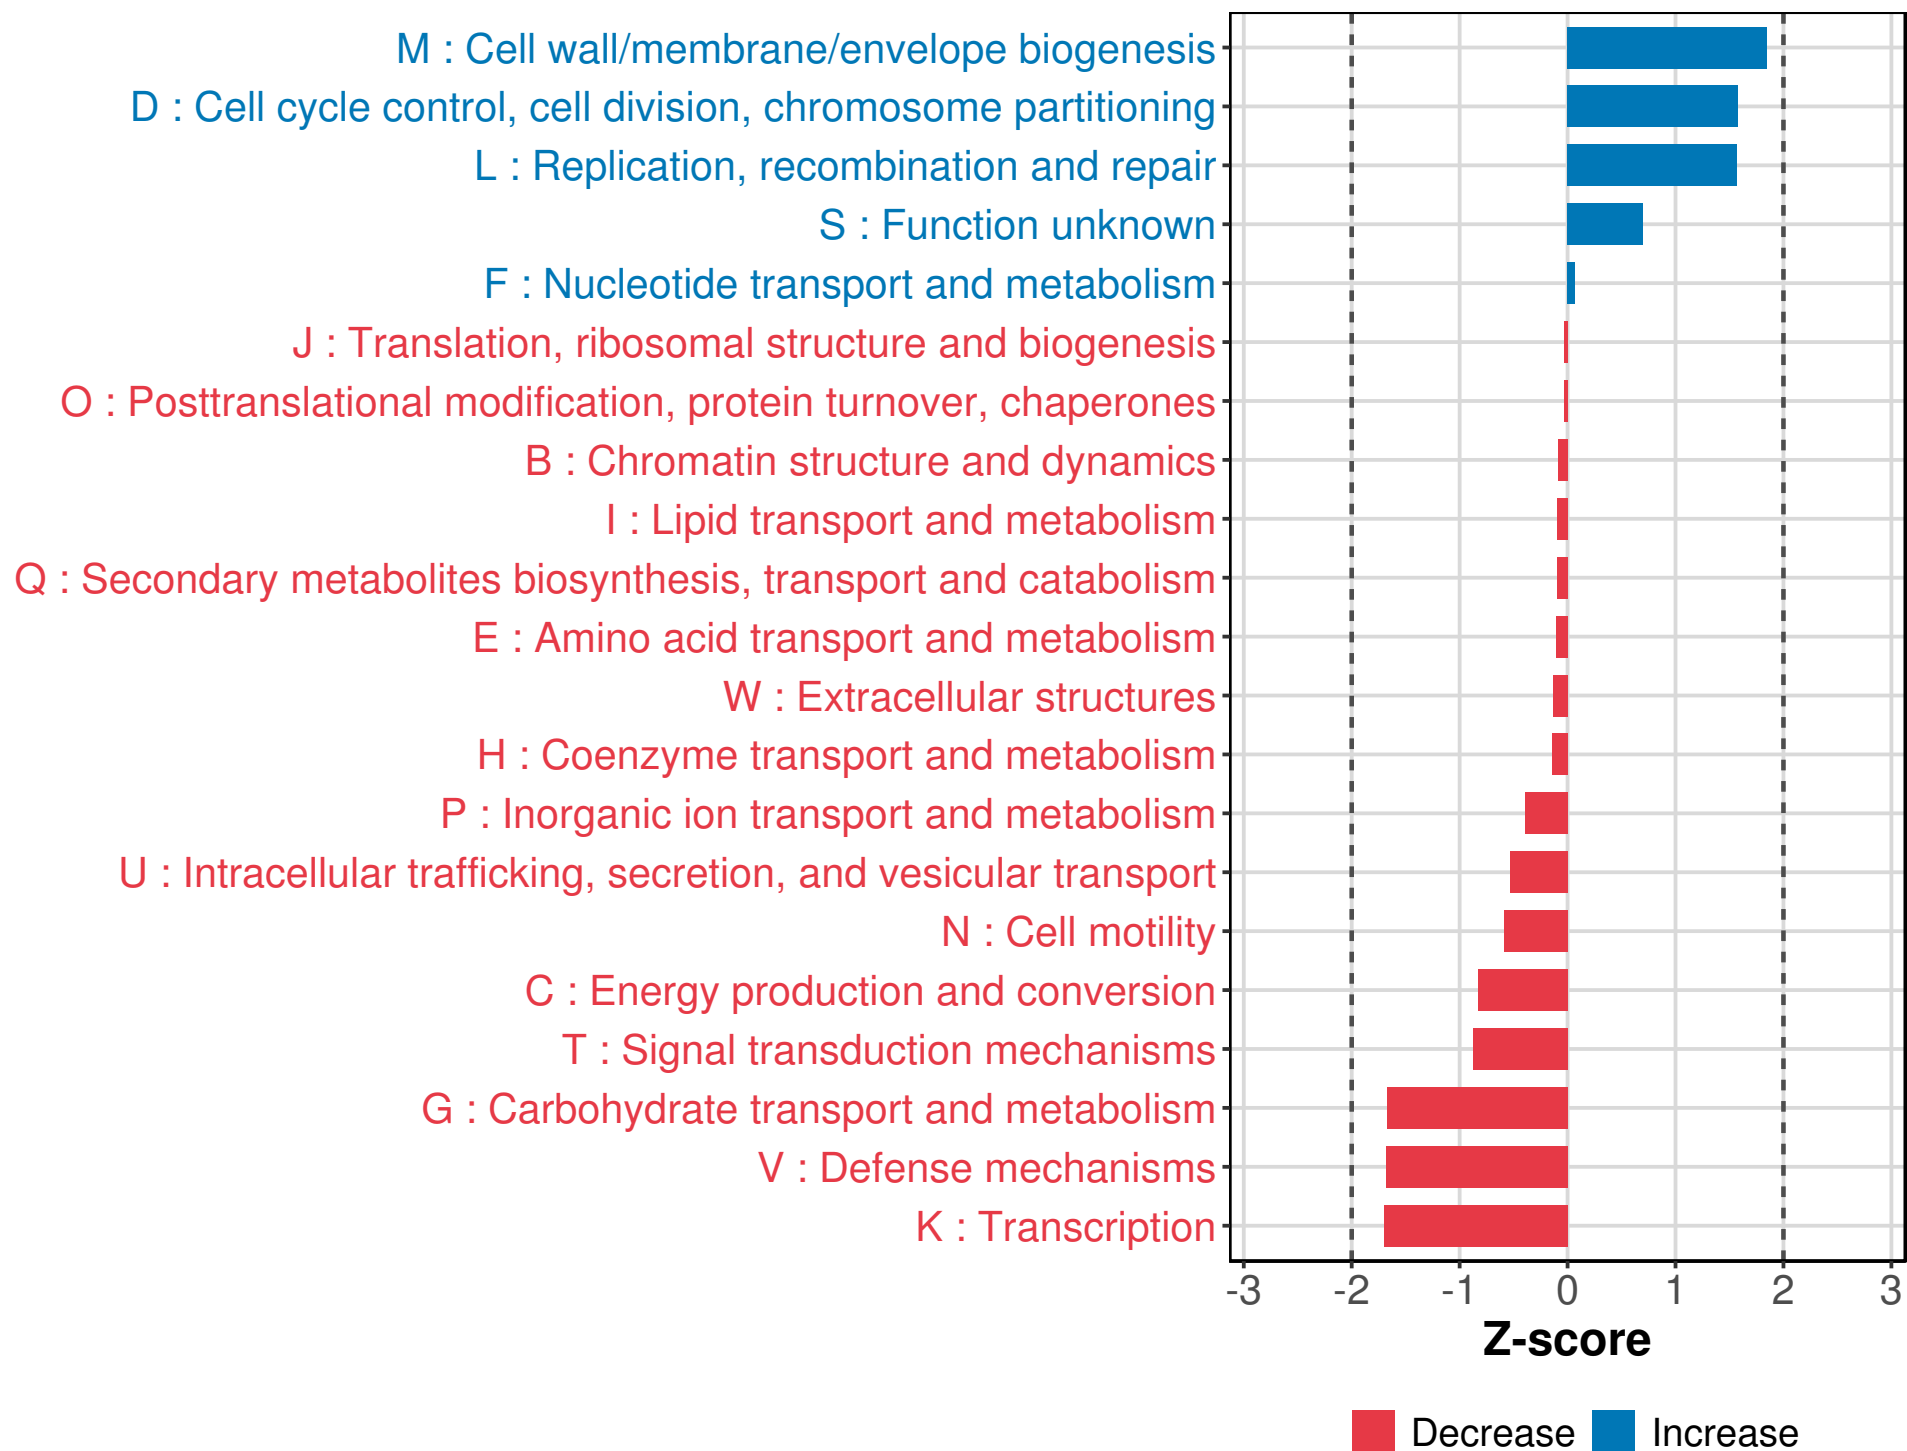 M : Cell wall/membrane/envelope biogenesis
D : Cell cycle control, cell division, chromosome partitioning
L : Replication, recombination and repair
S : Function unknown
F : Nucleotide transport and metabolism
J : Translation, ribosomal structure and biogenesis
O : Posttranslational modification, protein turnover, chaperones
B : Chromatin structure and dynamics
I : Lipid transport and metabolism
Q : Secondary metabolites biosynthesis, transport and catabolism
E : Amino acid transport and metabolism
W : Extracellular structures
H : Coenzyme transport and metabolism
P : Inorganic ion transport and metabolism
U : Intracellular trafficking, secretion, and vesicular transport
N : Cell motility
C : Energy production and conversion
T : Signal transduction mechanisms
G : Carbohydrate transport and metabolism
V : Defense mechanisms
K : Transcription
-3 -2 -1 0 1 2 3
Z-score
Decrease Increase